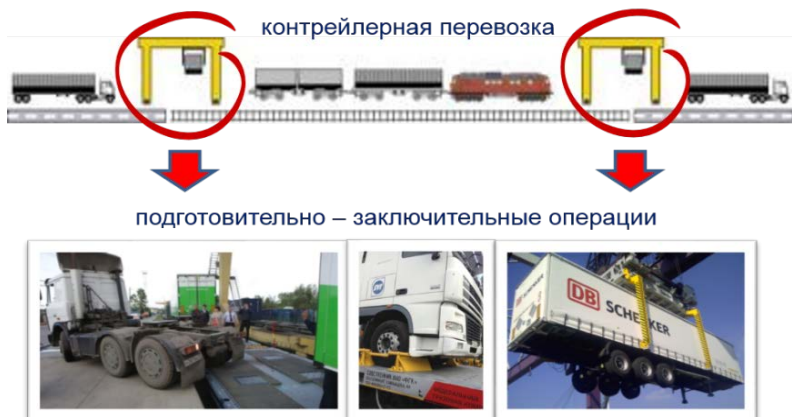 контрейлерная перевозка
подготовительно – заключительные операции
DB
SCHENKER